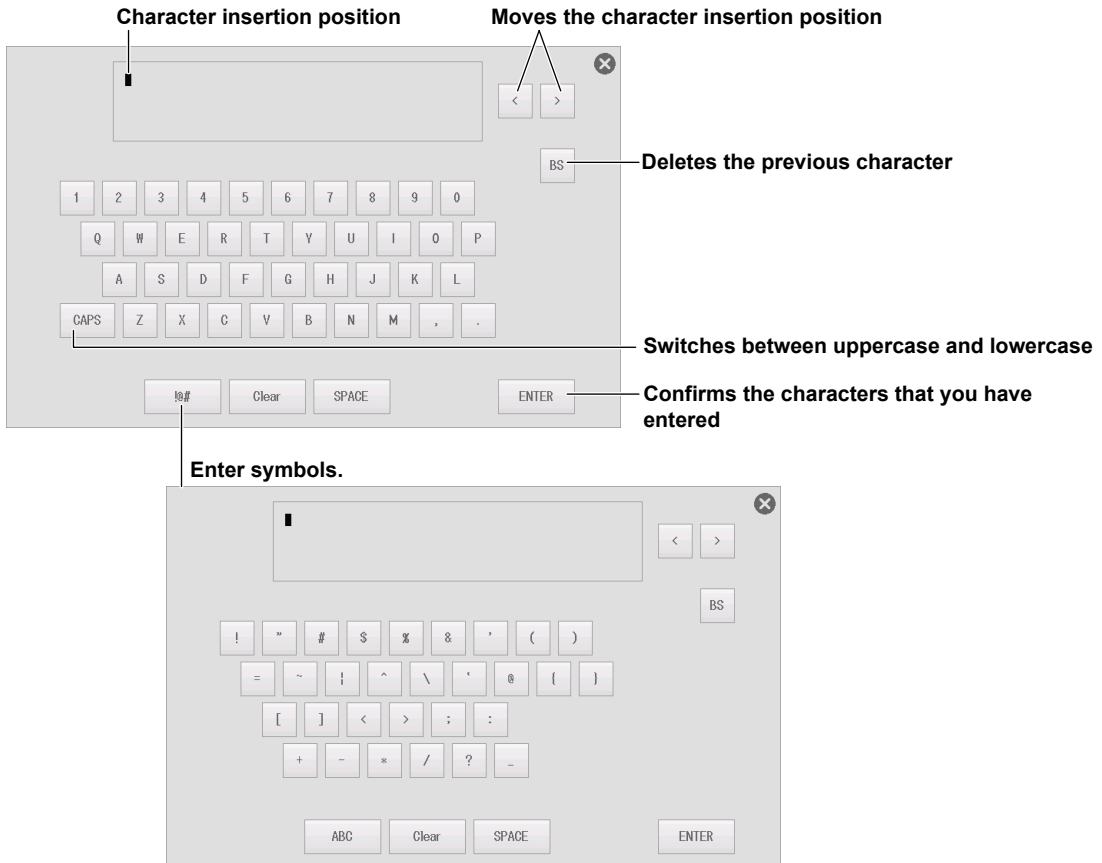 Character insertion position
Moves the character insertion position
< >
BS
Deletes the previous character
1 2 3 4 5 6 7 8 9 0
Q W E R T Y U I O P
A S D F G H J K L
CAPS Z X C V B N M , .
Switches between uppercase and lowercase
!@# Clear SPACE ENTER
Confirms the characters that you have
entered
Enter symbols.
< >
BS
! " # $ % & ' ( )
= ~ ¦ ^ \ ‘ @ { }
[ ] < > ; :
+ - * / ? _
ABC Clear SPACE ENTER